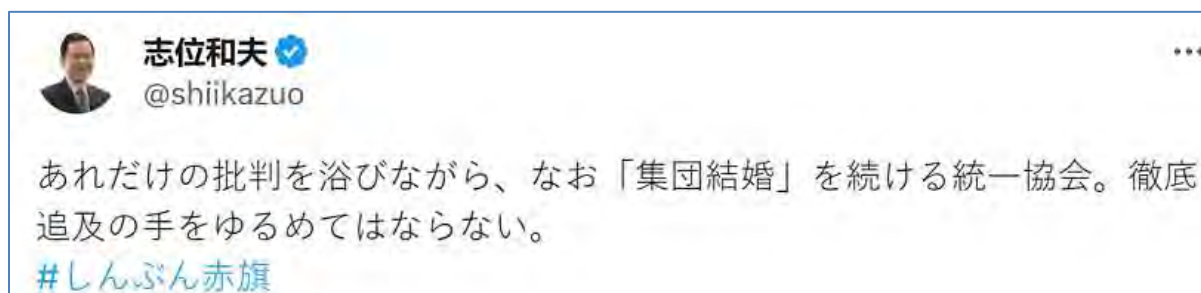 志位和夫
@shiikazuo
あれだけの批判を浴びながら、なお「集団結婚」を続ける統一協会。徹底
追及の手をゆるめてはならない。
#しんぶん赤旗